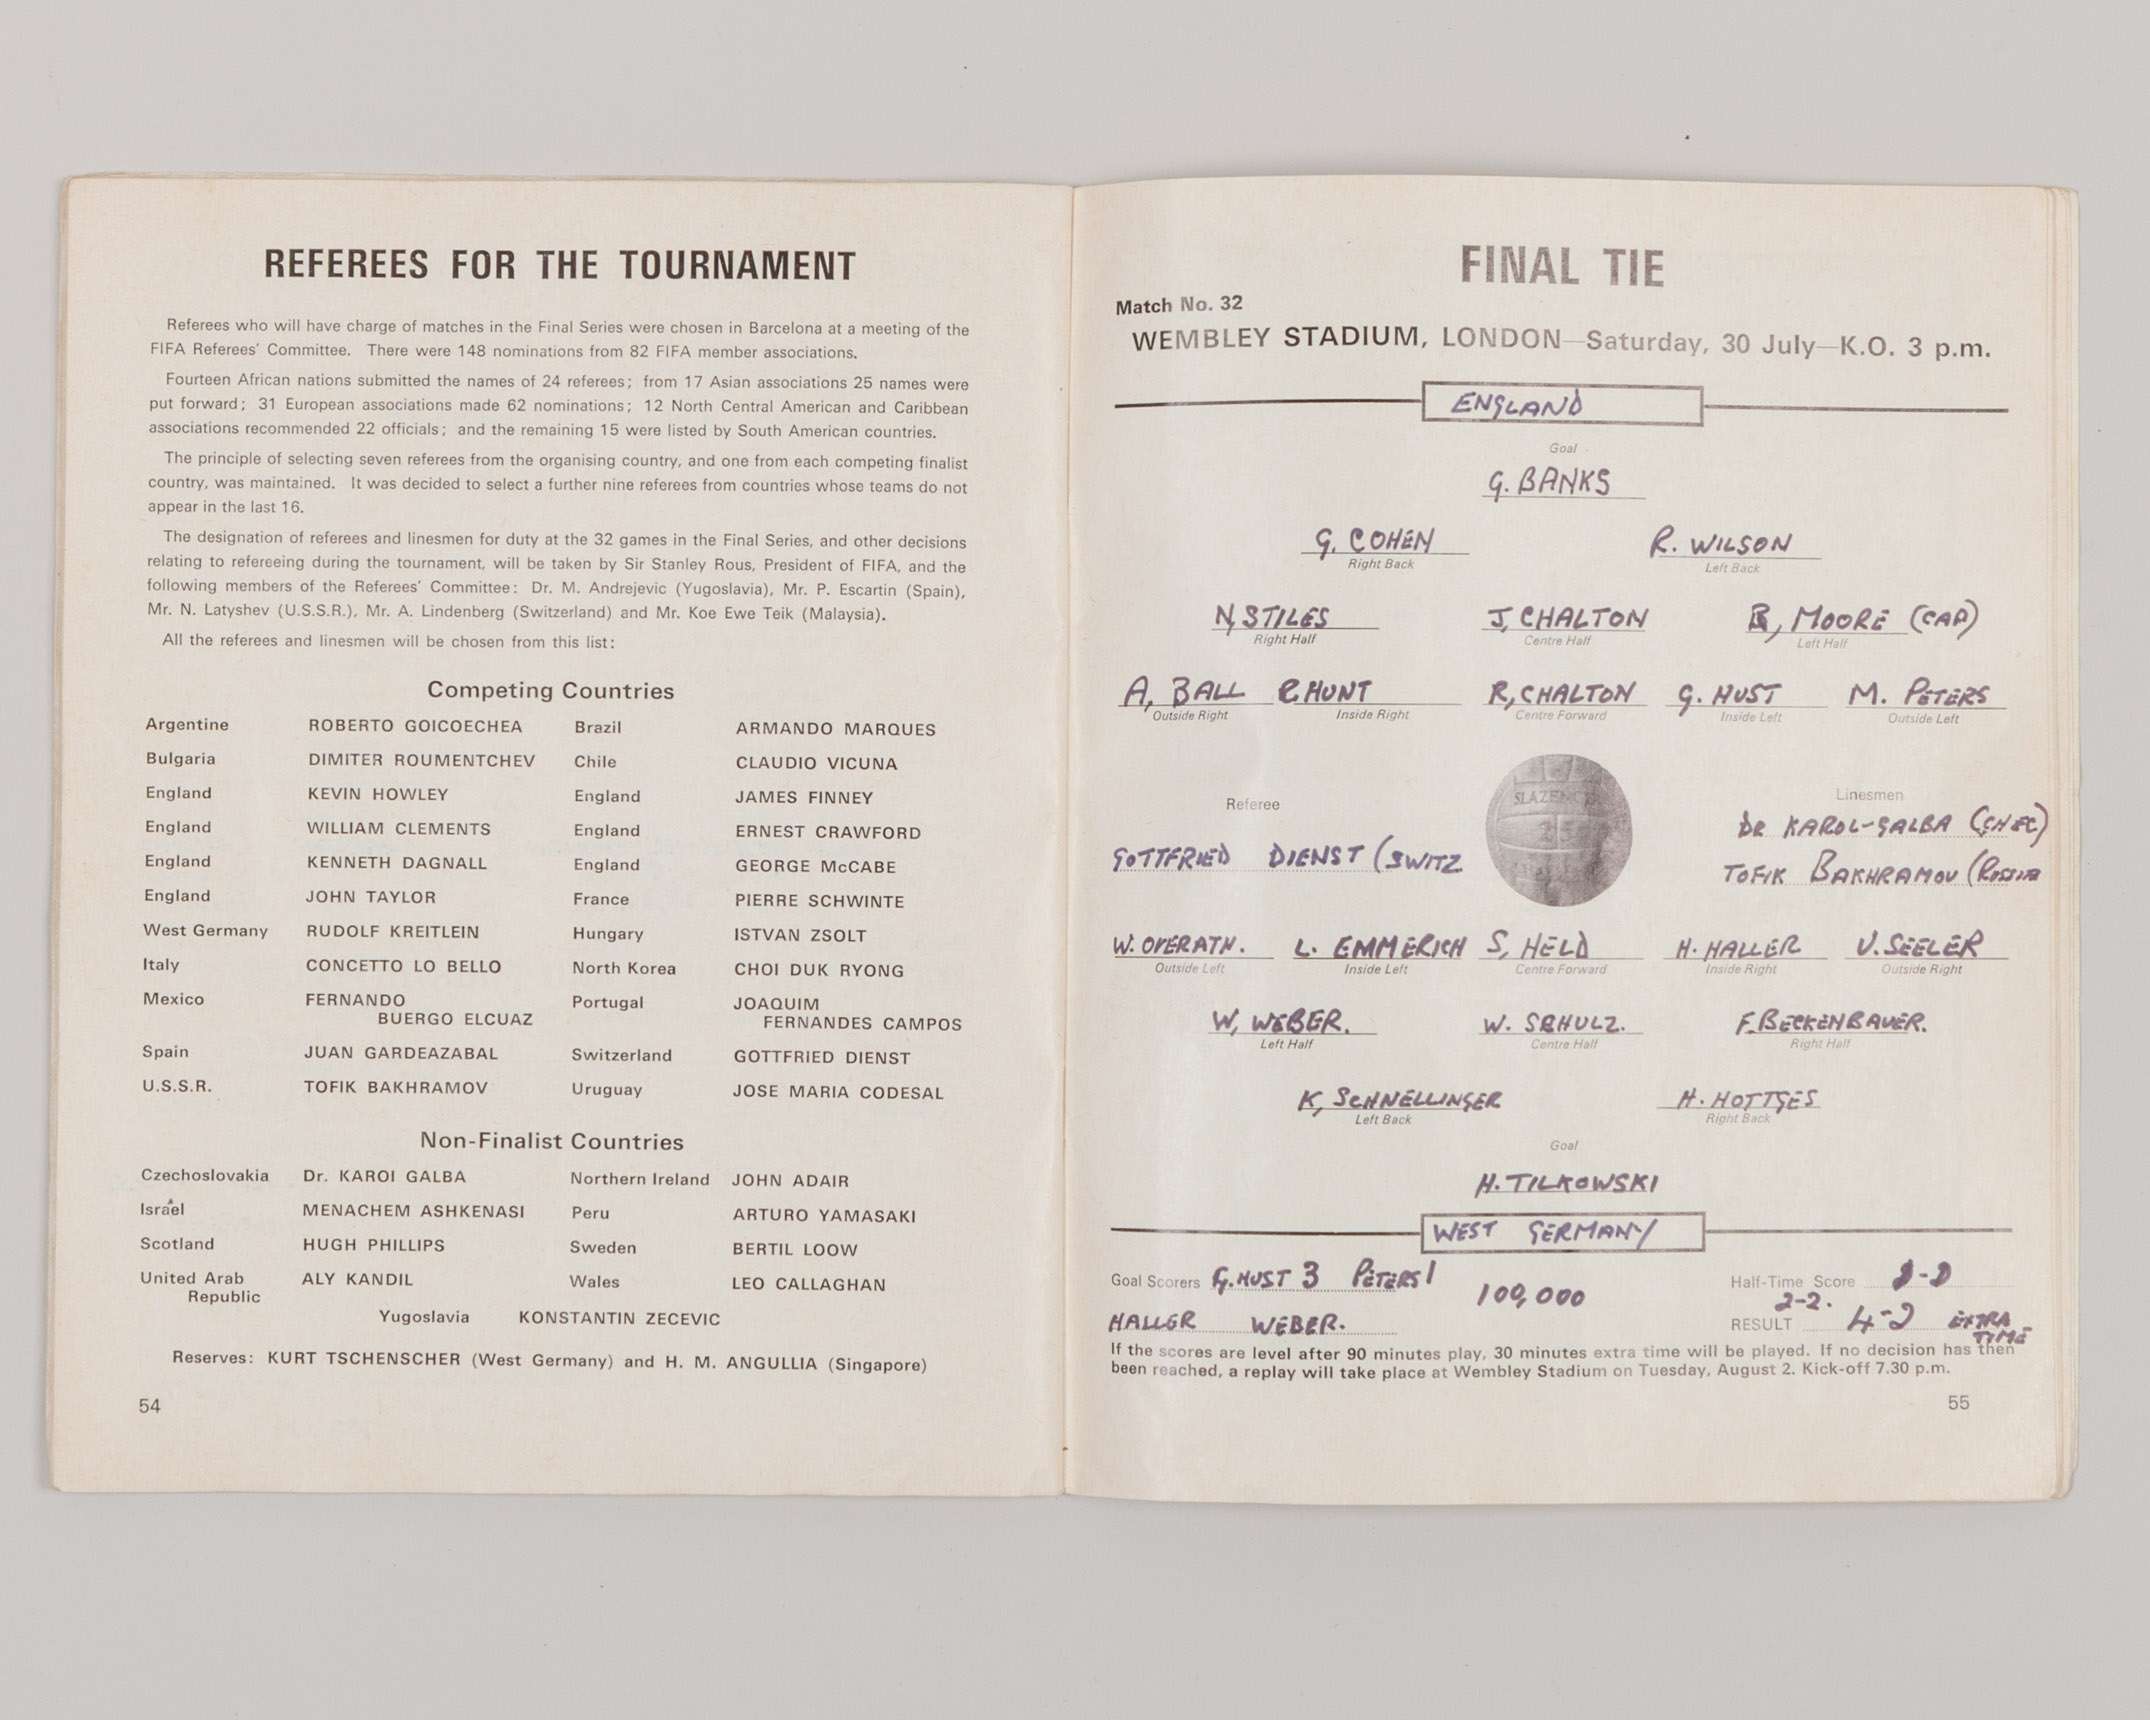 REFEREES FOR THE TOURNAMENT
Referees who will have charge of matches in the Final Series were chosen in Barcelona at a meeting of the
FIFA Referees' Committee. There were 148 nominations from 82 FIFA member associations.
Fourteen African nations submitted the names of 24 referees; from 17 Asian associations 25 names were
put forward; 31 European associations made 62 nominations; 12 North Central American and Caribbean
associations recommended 22 officials; and the remaining 15 were listed by South American countries.
The principle of selecting seven referees from the organising country, and one from each competing finalist
country, was maintained. It was decided to select a further nine referees from countries whose teams do not
appear in the last 16.
The designation of referees and linesmen for duty at the 32 games in the Final Series, and other decisions
relating to refereeing during the tournament, will be taken by Sir Stanley Rous, President of FIFA, and the
following members of the Referees' Committee: Dr. M. Andrejevic (Yugoslavia), Mr. P. Escartin (Spain),
Mr. N. Latyshev (U.S.S.R.), Mr. A. Lindenberg (Switzerland) and Mr. Koe Ewe Teik (Malaysia).
All the referees and linesmen will be chosen from this list:
Competing Countries
Argentine ROBERTO GOICOECHEA Brazil ARMANDO MARQUES
Bulgaria DIMITER ROUMENTCHEV Chile CLAUDIO VICUNA
England KEVIN HOWLEY England JAMES FINNEY
England WILLIAM CLEMENTS England ERNEST CRAWFORD
England KENNETH DAGNALL England GEORGE McCABE
England JOHN TAYLOR France PIERRE SCHWINTE
West Germany RUDOLF KREITLEIN Hungary ISTVAN ZSOLT
Italy CONCETTO LO BELLO North Korea CHOI DUK RYONG
Mexico FERNANDO Portugal JOAQUIM
BUERGO ELCUAZ FERNANDES CAMPOS
Spain JUAN GARDEAZABAL Switzerland GOTTFRIED DIENST
U.S.S.R. TOFIK BAKHRAMOV Uruguay JOSE MARIA CODESAL
Non-Finalist Countries
Czechoslovakia Dr. KAROI GALBA Northern Ireland JOHN ADAIR
Israel MENACHEM ASHKENASI Peru ARTURO YAMASAKI
Scotland HUGH PHILLIPS Sweden BERTIL LOOW
United Arab ALY KANDIL Wales LEO CALLAGHAN
Republic
Yugoslavia KONSTANTIN ZECEVIC
Reserves: KURT TSCHENSCHER (West Germany) and H. M. ANGULLIA (Singapore)
54
FINAL TIE
Match No. 32
WEMBLEY STADIUM, LONDON—Saturday, 30 July—K.O. 3 p.m.
ENGLAND
Goal
G. BANKS
G. COHEN R. WILSON
Right Back Left Back
N, STILES J, CHALTON B, MOORE (CAP)
Right Half Centre Half Left Half
A, BALL R HUNT R, CHALTON G. HUST M. PETERS
Outside Right Inside Right Centre Forward Inside Left Outside Left
SLAZENGER
25
Referee Linesmen
DR KAROL-GALBA (CHEC)
GOTTFRIED DIENST (SWITZ
TOFIK BAKHRAMOV (RUSSIA
W. OVERATH. L. EMMERICH S, HELD H. HALLER U. SEELER
Outside Left Inside Left Centre Forward Inside Right Outside Right
W, WEBER. W. SCHULZ. F. BECKENBAUER.
Left Half Centre Half Right Half
K, SCHNELLINGER H. HOTTGES
Left Back Right Back
Goal
H. TILKOWSKI
WEST GERMANY
Goal Scorers G. HUST 3 PETERS 1 100,000 Half-Time Score
2-2.
HALLER WEBER. RESULT 4-2 EXTRA TIME
If the scores are level after 90 minutes play, 30 minutes extra time will be played. If no decision has then
been reached, a replay will take place at Wembley Stadium on Tuesday, August 2. Kick-off 7.30 p.m.
55